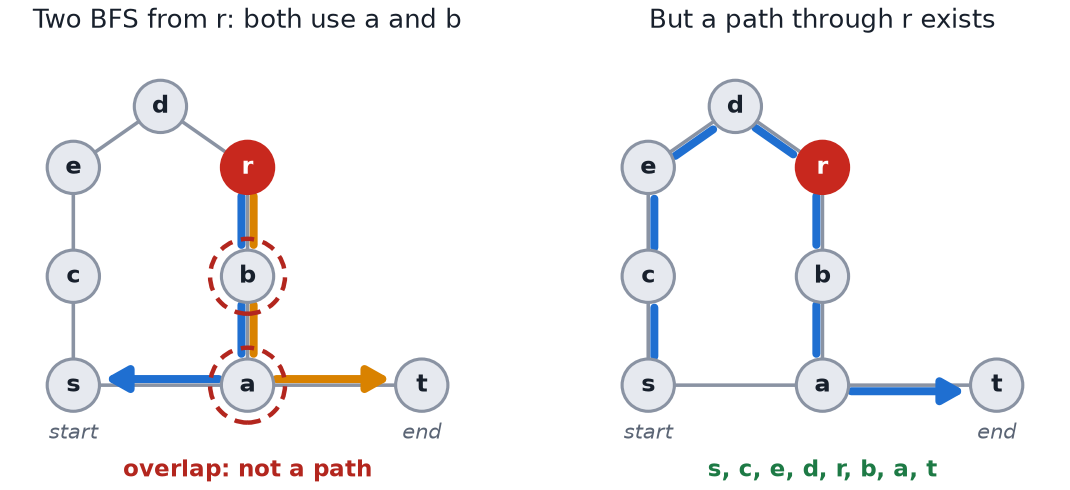 Two BFS from r: both use a and b
d
e
r
c
b
s
a
t
start
end
overlap: not a path
But a path through r exists
d
e
r
c
b
s
a
t
start
end
s, c, e, d, r, b, a, t